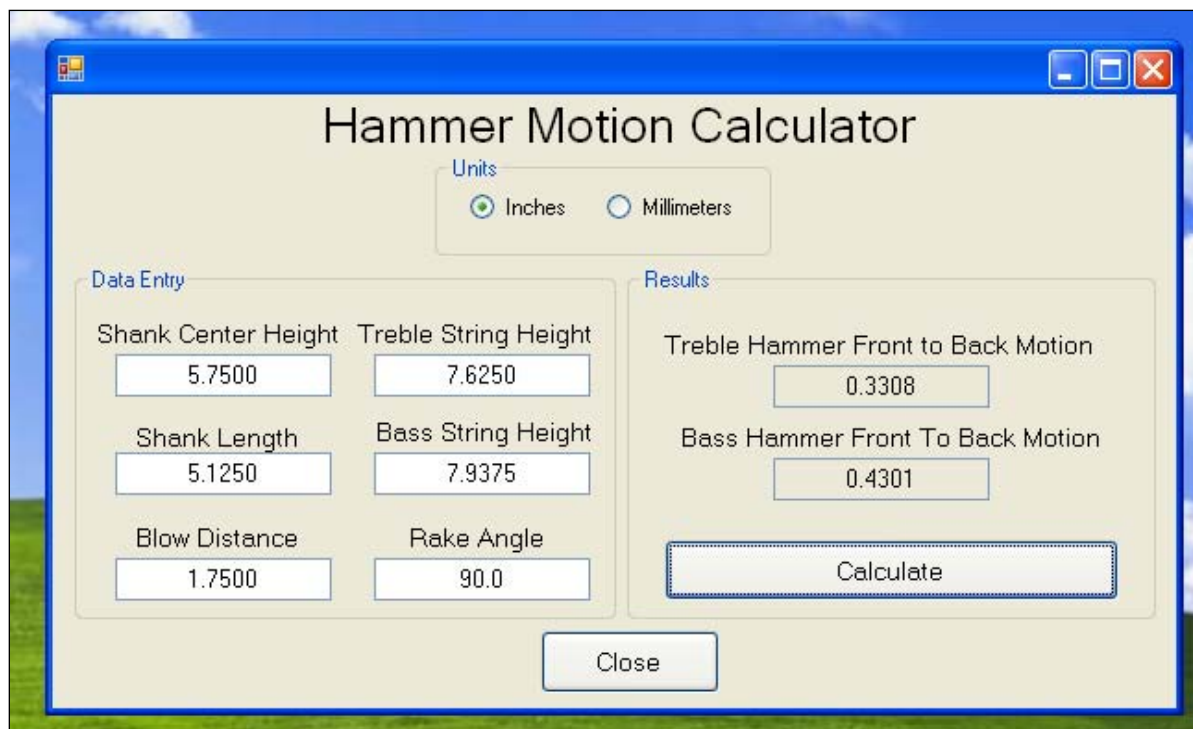 Hammer Motion Calculator
Units
Inches Millimeters
Data Entry
Shank Center Height Treble String Height
5.7500 7.6250
Shank Length Bass String Height
5.1250 7.9375
Blow Distance Rake Angle
1.7500 90.0
Results
Treble Hammer Front to Back Motion
0.3308
Bass Hammer Front To Back Motion
0.4301
Calculate
Close